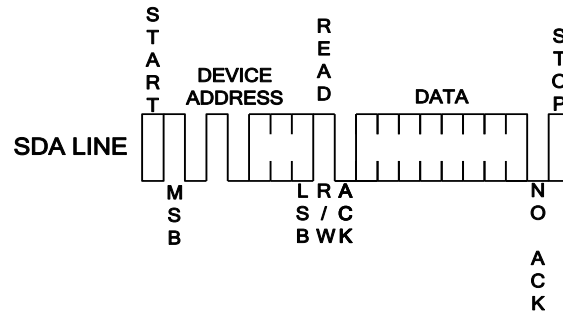 START
DEVICE
ADDRESS
READ
DATA
STOP
SDA LINE
MSB
LSB
R/W
ACK
NO ACK